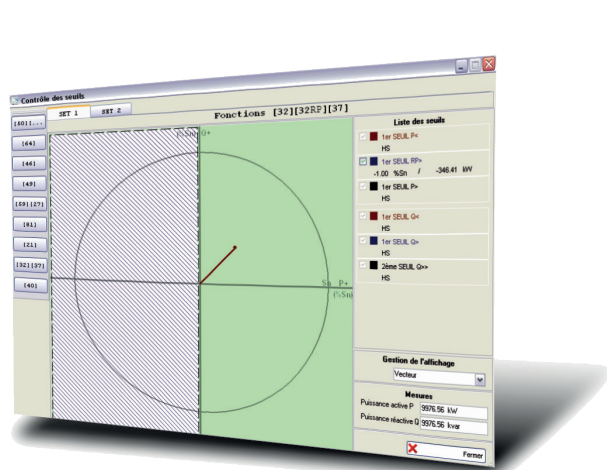 Contrôle des seuils
SET 1
SET 2
Fonctions [32][32RP][37]
[50][...
[64]
[46]
[49]
[59][27]
[81]
[21]
[32][37]
[40]
(%Sn) Q+
Sn P+
(%Sn)
Liste des seuils
1er SEUIL P<
HS
1er SEUIL RP>
-1.00 %Sn / -346.41 kW
1er SEUIL P>
HS
1er SEUIL Q<
HS
1er SEUIL Q>
HS
2ème SEUIL Q>>
HS
Gestion de l'affichage
Vecteur
Mesures
Puissance active P 9976.56 kW
Puissance réactive Q 9976.56 kvar
Fermer